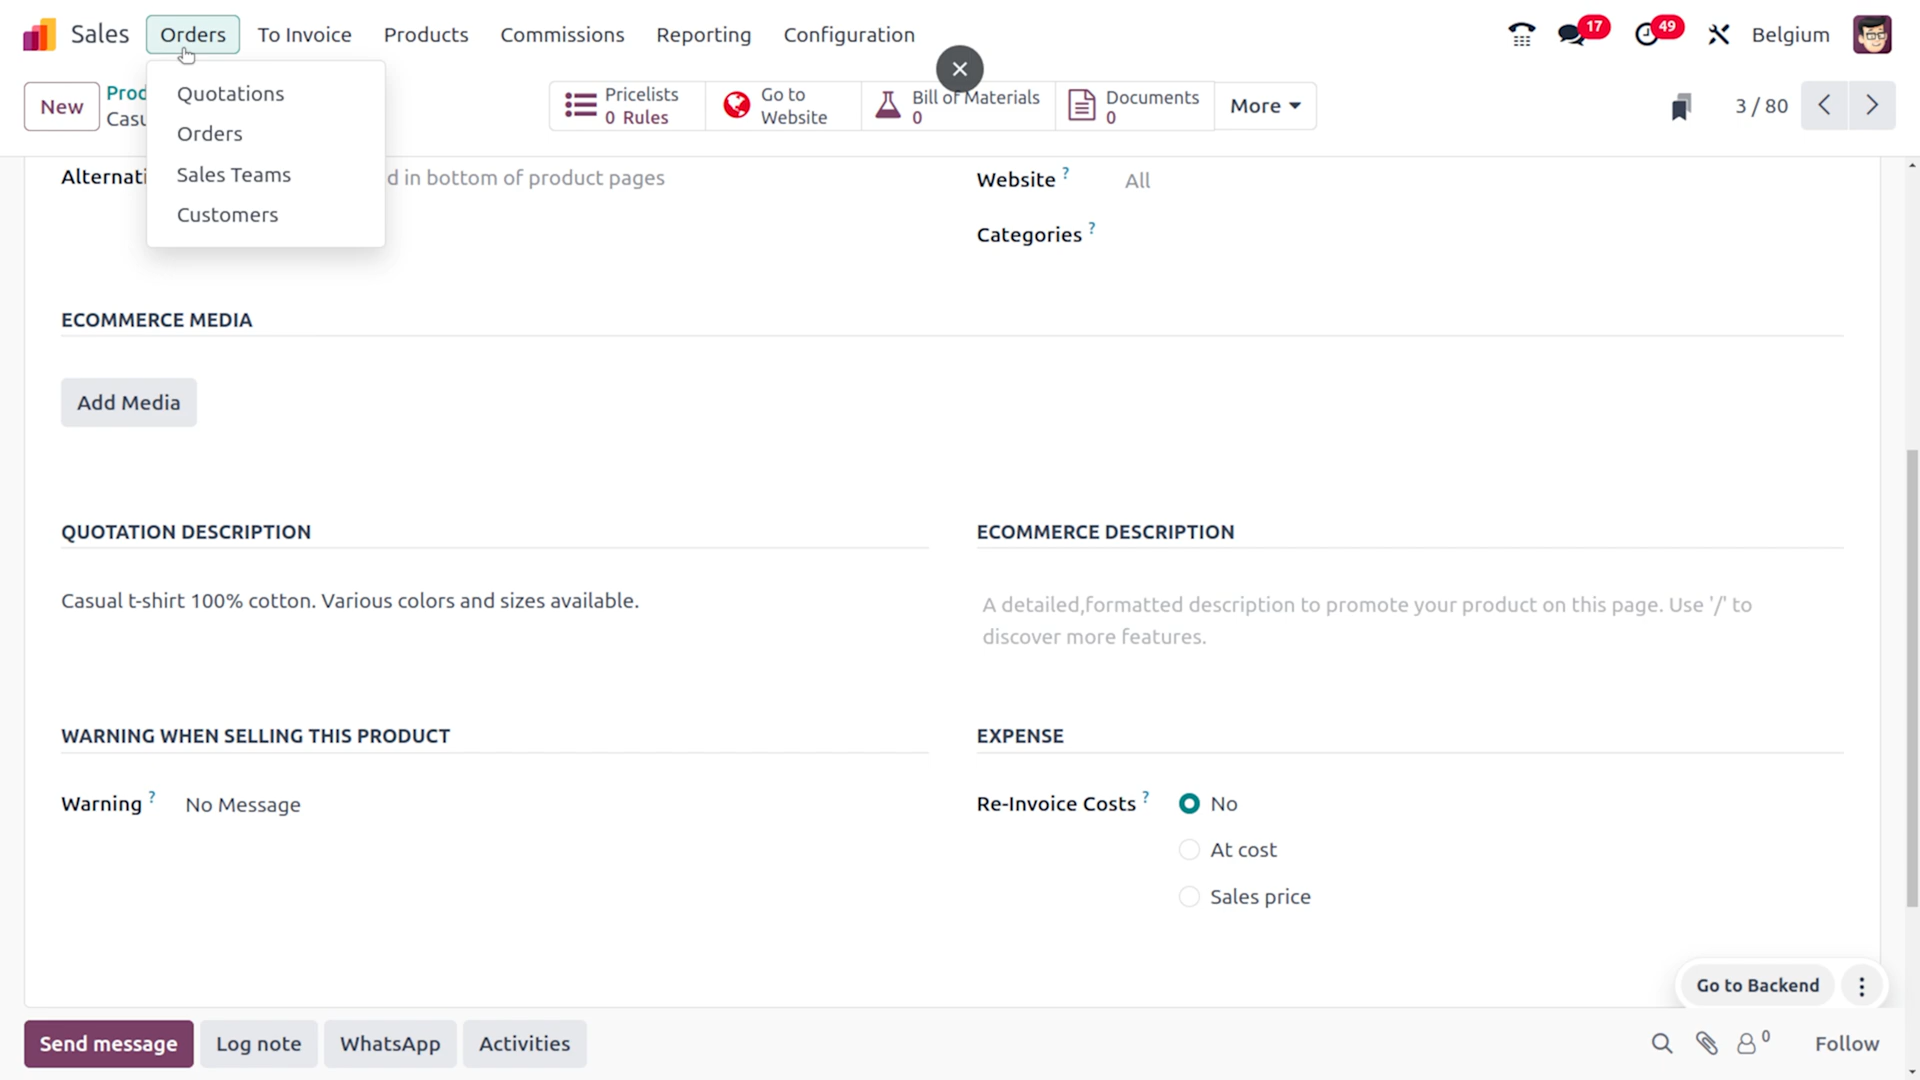 Sales Orders To Invoice Products Commissions Reporting Configuration 17 49 Belgium
New Prod
Casu
Pricelists
0 Rules
Go to
Website
Bill of Materials
0
Documents
0
More
3 / 80
Quotations
Orders
Sales Teams
Customers
Alternati d in bottom of product pages
Website ? All
Categories ?
ECOMMERCE MEDIA
Add Media
QUOTATION DESCRIPTION
Casual t-shirt 100% cotton. Various colors and sizes available.
ECOMMERCE DESCRIPTION
A detailed,formatted description to promote your product on this page. Use '/' to
discover more features.
WARNING WHEN SELLING THIS PRODUCT
Warning ? No Message
EXPENSE
Re-Invoice Costs ? No
At cost
Sales price
Go to Backend
Send message Log note WhatsApp Activities 0 Follow